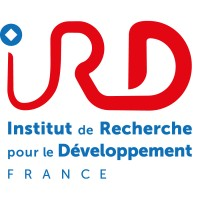 iRD
Institut de Recherche
pour le Développement
FRANCE